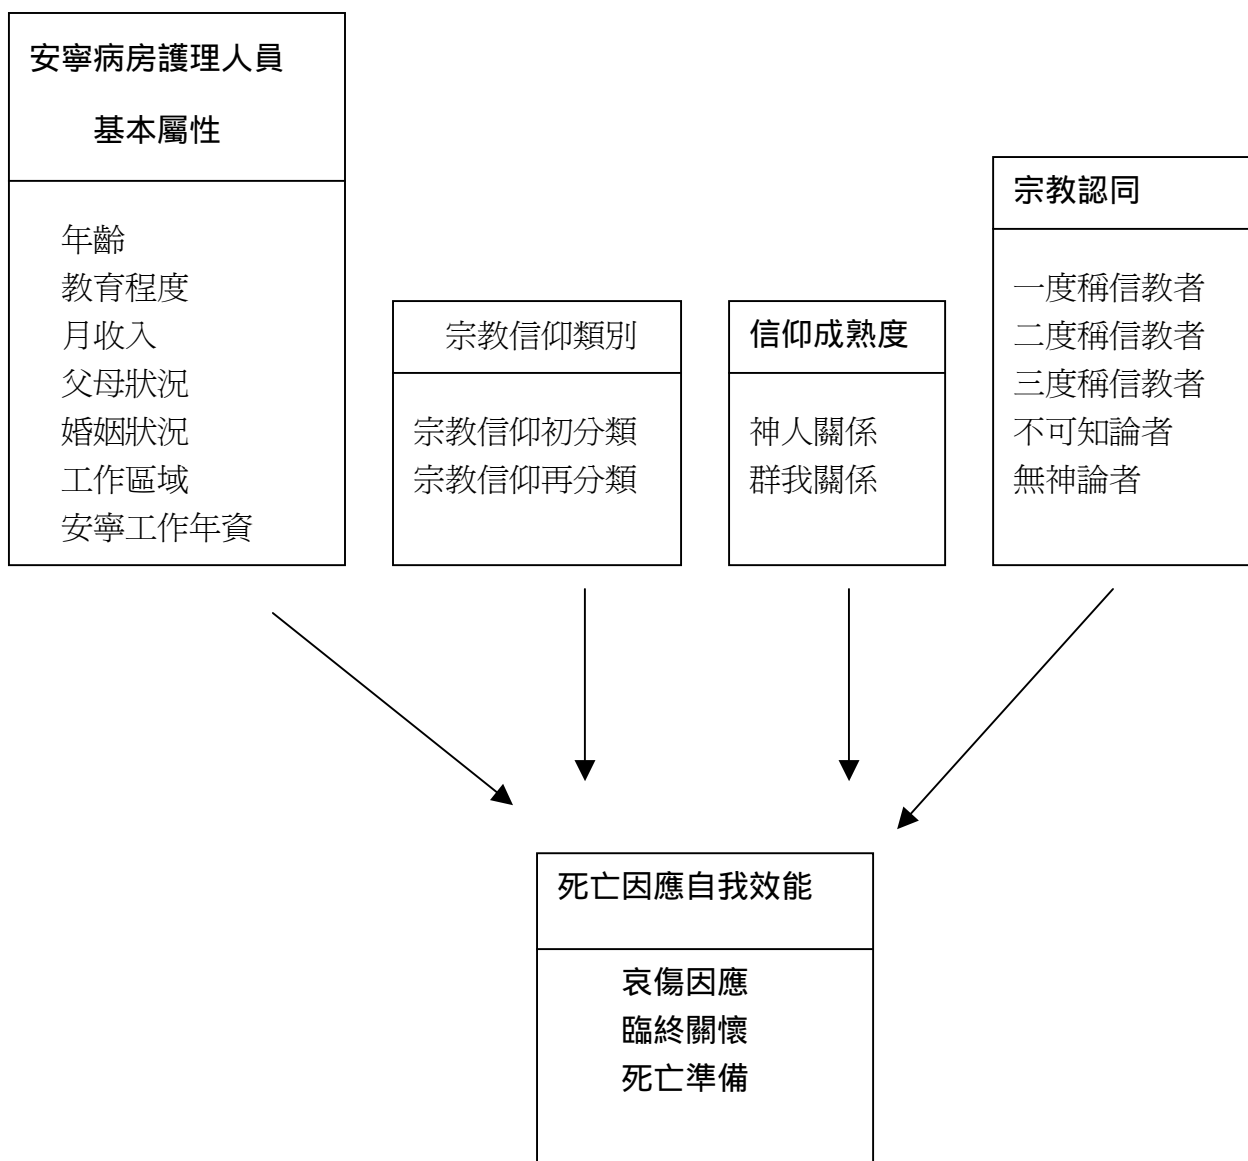 安寧病房護理人員
基本屬性
年齡
教育程度
月收入
父母狀況
婚姻狀況
工作區域
安寧工作年資
宗教信仰類別
宗教信仰初分類
宗教信仰再分類
信仰成熟度
神人關係
群我關係
宗教認同
一度稱信教者
二度稱信教者
三度稱信教者
不可知論者
無神論者
死亡因應自我效能
哀傷因應
臨終關懷
死亡準備